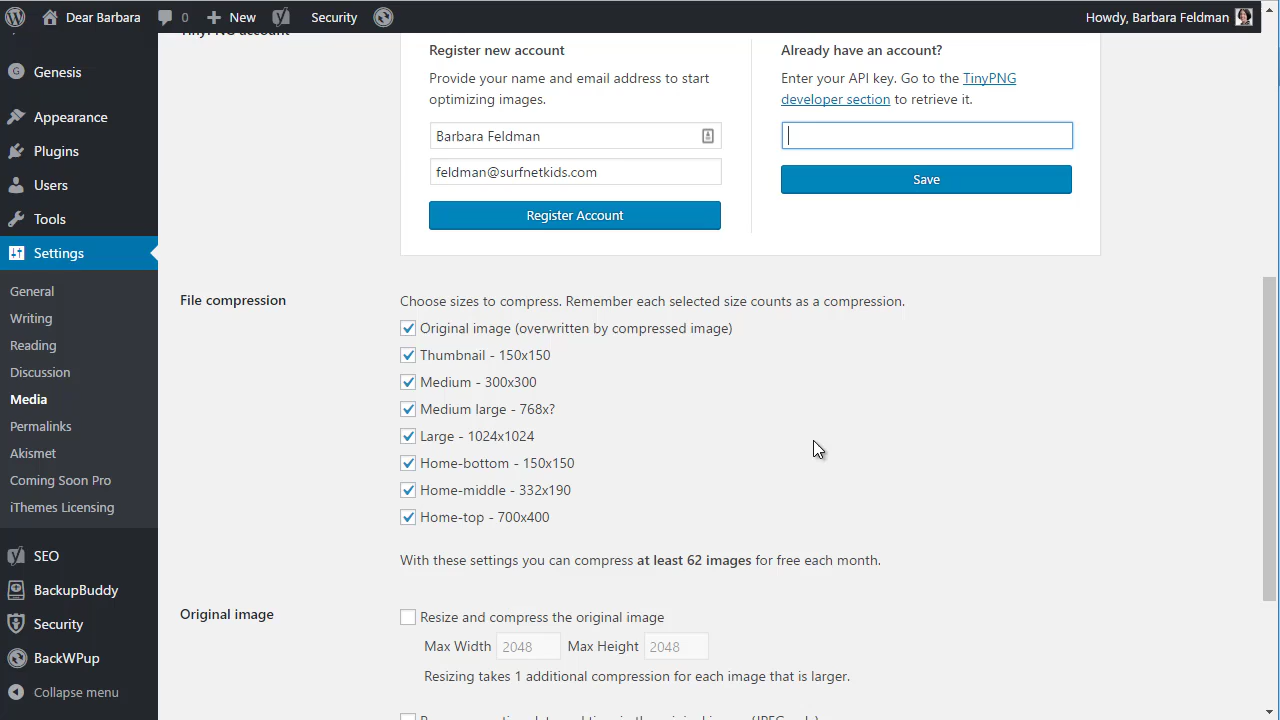 Dear Barbara 0 New Security Howdy, Barbara Feldman
Genesis
Appearance
Plugins
Users
Tools
Settings
General
Writing
Reading
Discussion
Media
Permalinks
Akismet
Coming Soon Pro
iThemes Licensing
SEO
BackupBuddy
Security
BackWPup
Collapse menu
TinyPNG account
Register new account
Provide your name and email address to start
optimizing images.
Barbara Feldman
feldman@surfnetkids.com
Register Account
Already have an account?
Enter your API key. Go to the TinyPNG
developer section to retrieve it.
Save
File compression
Choose sizes to compress. Remember each selected size counts as a compression.
Original image (overwritten by compressed image)
Thumbnail - 150x150
Medium - 300x300
Medium large - 768x?
Large - 1024x1024
Home-bottom - 150x150
Home-middle - 332x190
Home-top - 700x400
With these settings you can compress at least 62 images for free each month.
Original image
Resize and compress the original image
Max Width 2048 Max Height 2048
Resizing takes 1 additional compression for each image that is larger.